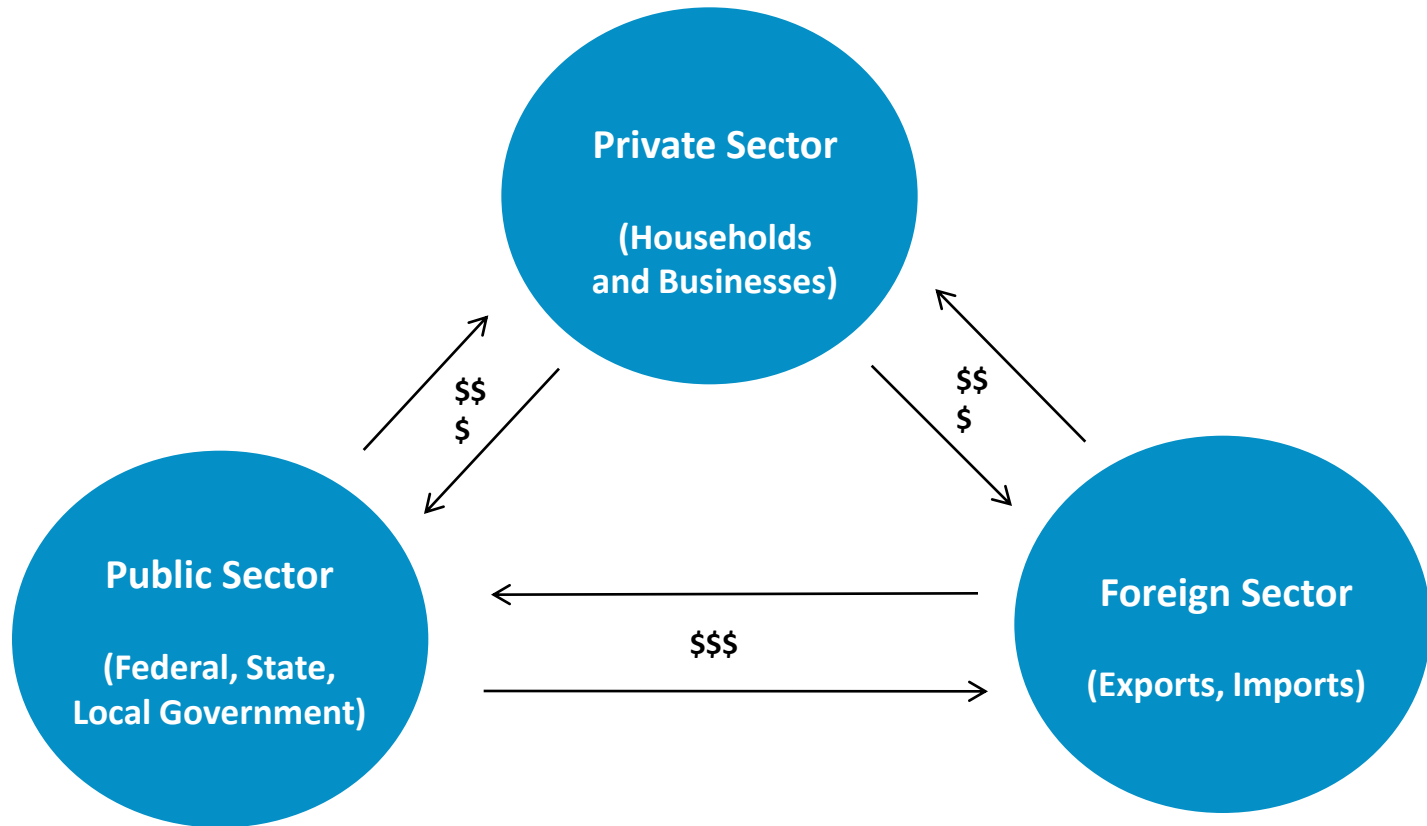 Private Sector
(Households
and Businesses)
$$
$
$$
$
Public Sector
(Federal, State,
Local Government)
$$$
Foreign Sector
(Exports, Imports)